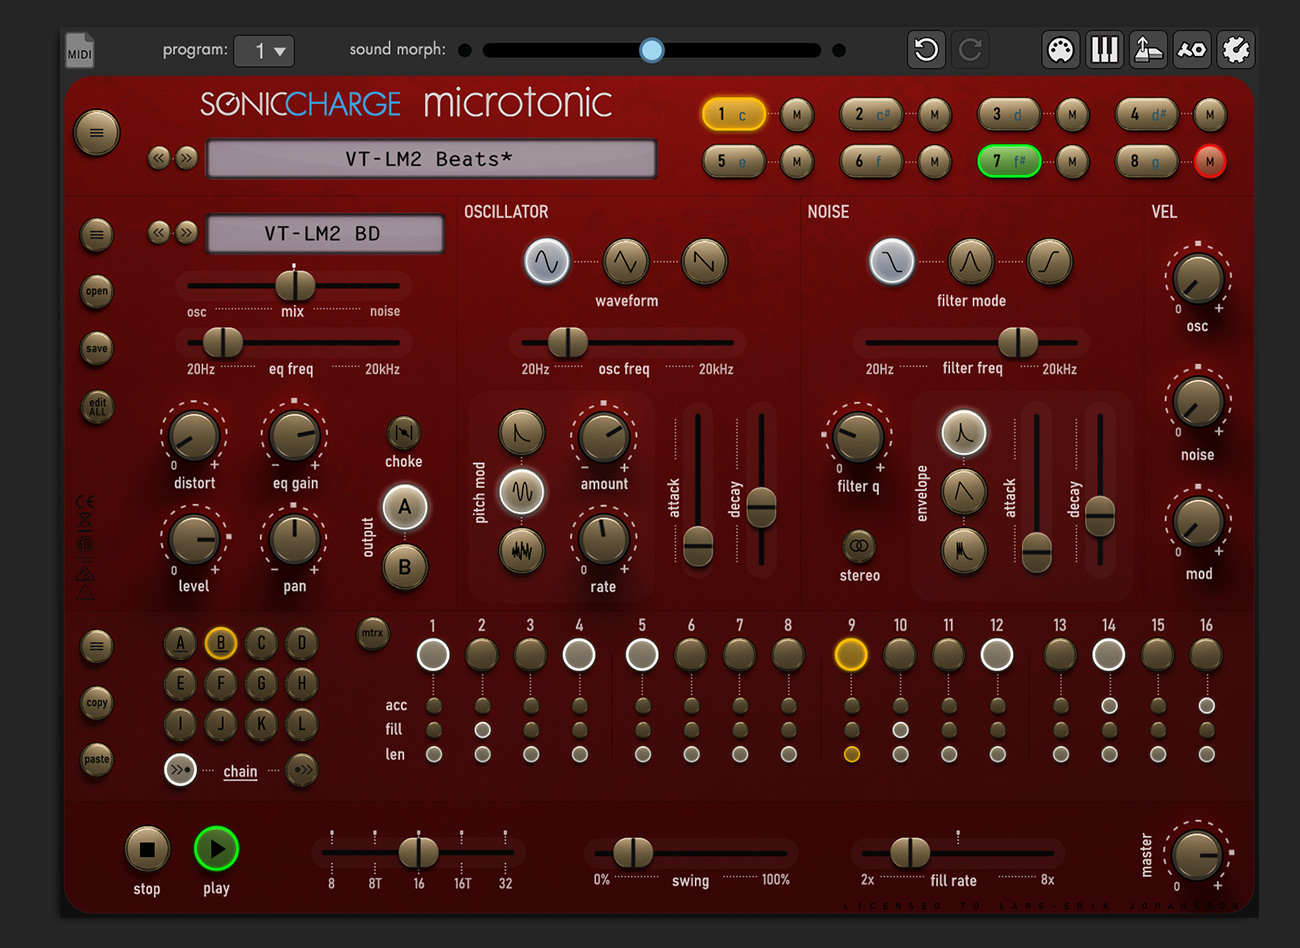 MIDI program: 1 sound morph:
SONICCHARGE microtonic
1 c M 2 c# M 3 d M 4 d# M
VT-LM2 Beats*
5 e M 6 f M 7 f# M 8 g M
OSCILLATOR NOISE VEL
VT-LM2 BD
open
osc mix noise
waveform
filter mode
0 +
osc
save
20Hz eq freq 20kHz
20Hz osc freq 20kHz
20Hz filter freq 20kHz
edit
ALL
0 +
distort
- +
eq gain
choke
pitch mod
- +
amount
attack
decay
0 +
filter q
envelope
attack
decay
0 +
noise
output
A
B
0 +
level
- +
pan
0 +
rate
stereo
0 +
mod
A B C D
mtrx
1 2 3 4 5 6 7 8 9 10 11 12 13 14 15 16
E F G H
copy
acc
I J K L
fill
paste
len
chain
stop
play
8 8T 16 16T 32
0% swing 100%
2x fill rate 8x
master
0 +
LICENSED TO LARS-ERIK JOHANSSON